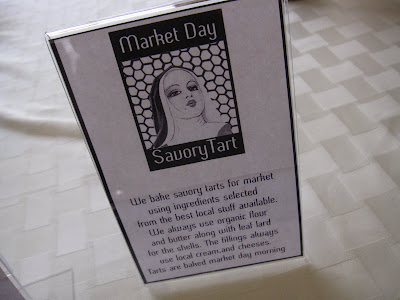 Market Day
Savory Tart
We bake savory tarts for market
using ingredients selected
from the best local stuff available.
We always use organic flour
and butter along with leaf lard
for the shells. The fillings always
use local cream and cheeses.
Tarts are baked market day morning